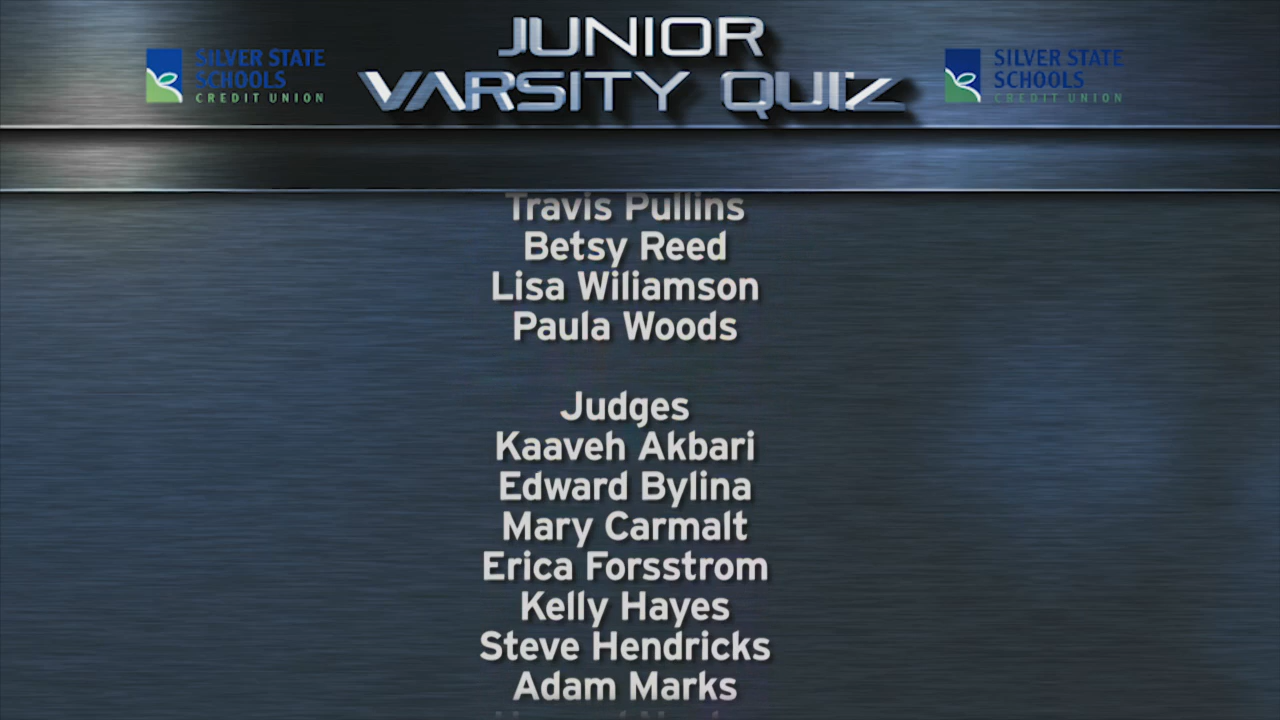 JUNIOR
VARSITY QUIZ
SILVER STATE
SCHOOLS
CREDIT UNION
SILVER STATE
SCHOOLS
CREDIT UNION
Travis Pullins
Betsy Reed
Lisa Wiliamson
Paula Woods
Judges
Kaaveh Akbari
Edward Bylina
Mary Carmalt
Erica Forsstrom
Kelly Hayes
Steve Hendricks
Adam Marks